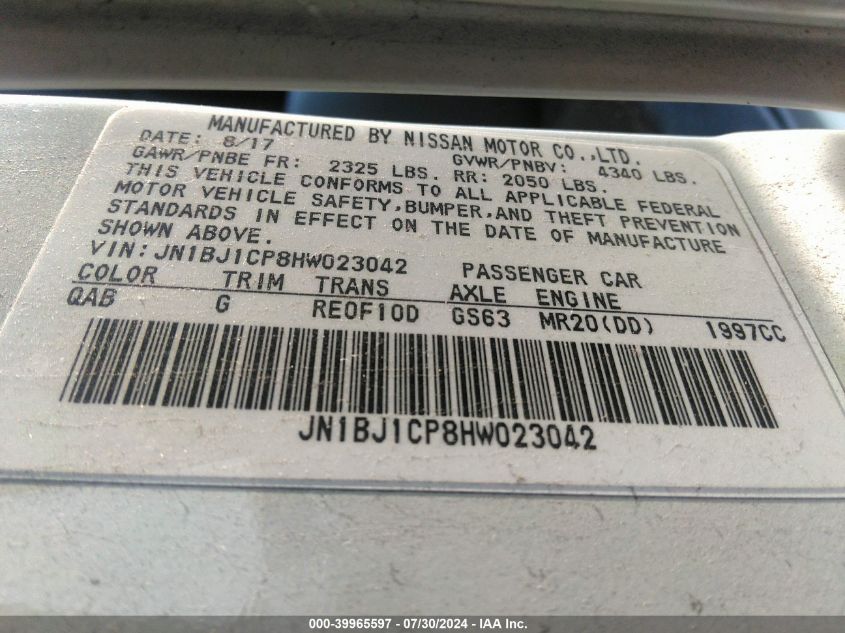 MANUFACTURED BY NISSAN MOTOR CO.,LTD.
DATE: 8/17 GVWR/PNBV: 4340 LBS.
GAWR/PNBE FR: 2325 LBS. RR: 2050 LBS.
THIS VEHICLE CONFORMS TO ALL APPLICABLE FEDERAL
MOTOR VEHICLE SAFETY,BUMPER,AND THEFT PREVENTION
STANDARDS IN EFFECT ON THE DATE OF MANUFACTURE
SHOWN ABOVE.
VIN:JN1BJ1CP8HW023042 PASSENGER CAR
COLOR TRIM TRANS AXLE ENGINE
QAB G RE0F10D GS63 MR20(DD) 1997CC
JN1BJ1CP8HW023042
000-39965597 / 07/30/2024 - IAA Inc.